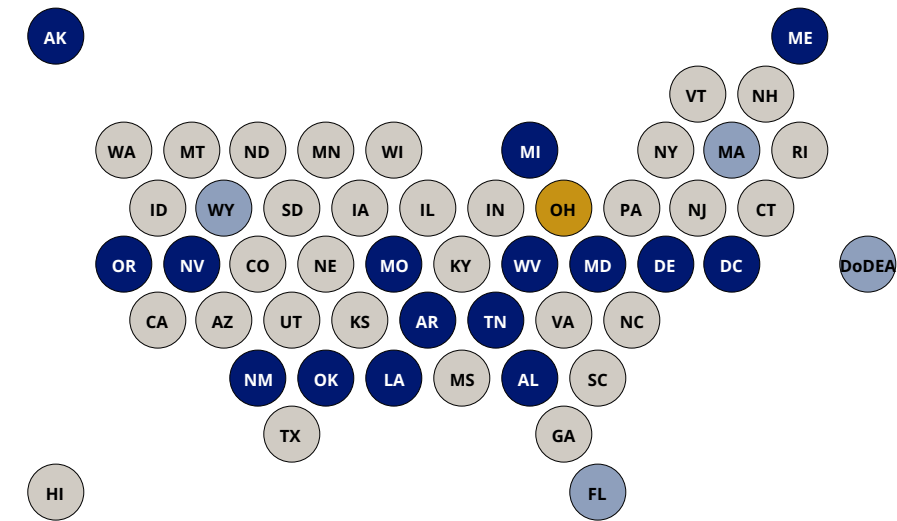 AK ME
VT NH
WA MT ND MN WI MI NY MA RI
ID WY SD IA IL IN OH PA NJ CT
OR NV CO NE MO KY WV MD DE DC DoDEA
CA AZ UT KS AR TN VA NC
NM OK LA MS AL SC
TX GA
HI FL